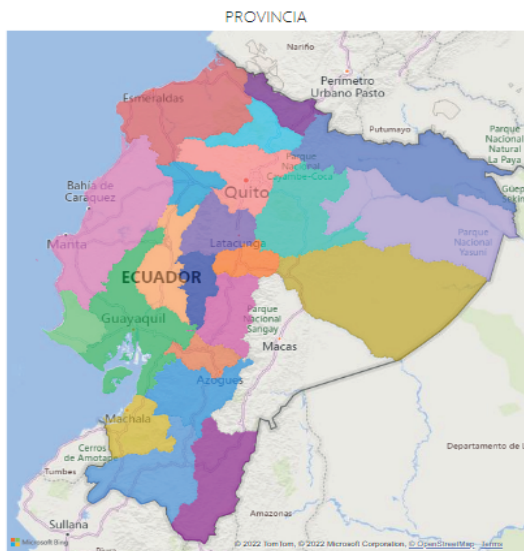 PROVINCIA
Nariño
Perímetro
Urbano Pasto
Esmeraldas
Putumayo
Parque
Nacional
Natural
La Paya
Parque
Nacional
Cayambe-Coca
Bahía de
Caráquez
Quito
Güep
Manta
Latacunga
Parque
Nacional
Yasuní
ECUADOR
Guayaquil
Parque
Nacional
Sangay
Macas
Azogues
Machala
Cerros
de Amotape
Tumbes
Departamento de L
Sullana
Amazonas
Microsoft Bing
© 2022 TomTom, © 2022 Microsoft Corporation, © OpenStreetMap Terms